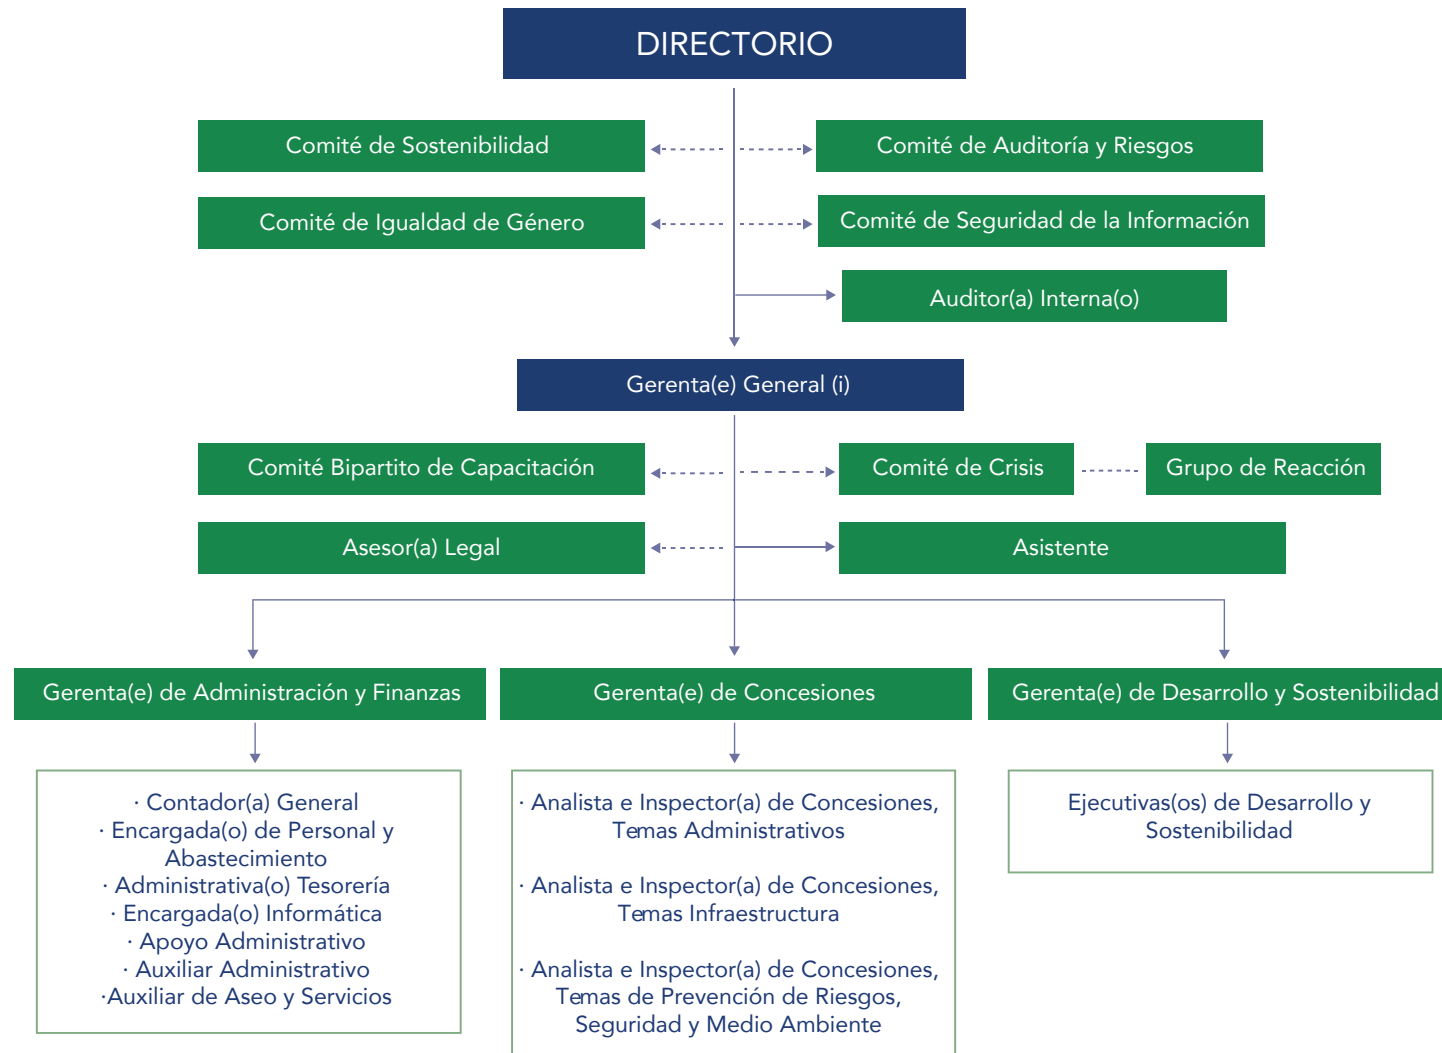 DIRECTORIO
Comité de Sostenibilidad
Comité de Auditoría y Riesgos
Comité de Igualdad de Género
Comité de Seguridad de la Información
Auditor(a) Interna(o)
Gerenta(e) General (i)
Comité Bipartito de Capacitación
Comité de Crisis
Grupo de Reacción
Asesor(a) Legal
Asistente
Gerenta(e) de Administración y Finanzas
Gerenta(e) de Concesiones
Gerenta(e) de Desarrollo y Sostenibilidad
· Contador(a) General
· Encargada(o) de Personal y
Abastecimiento
· Administrativa(o) Tesorería
· Encargada(o) Informática
· Apoyo Administrativo
· Auxiliar Administrativo
·Auxiliar de Aseo y Servicios
· Analista e Inspector(a) de Concesiones,
Temas Administrativos
· Analista e Inspector(a) de Concesiones,
Temas Infraestructura
· Analista e Inspector(a) de Concesiones,
Temas de Prevención de Riesgos,
Seguridad y Medio Ambiente
Ejecutivas(os) de Desarrollo y
Sostenibilidad